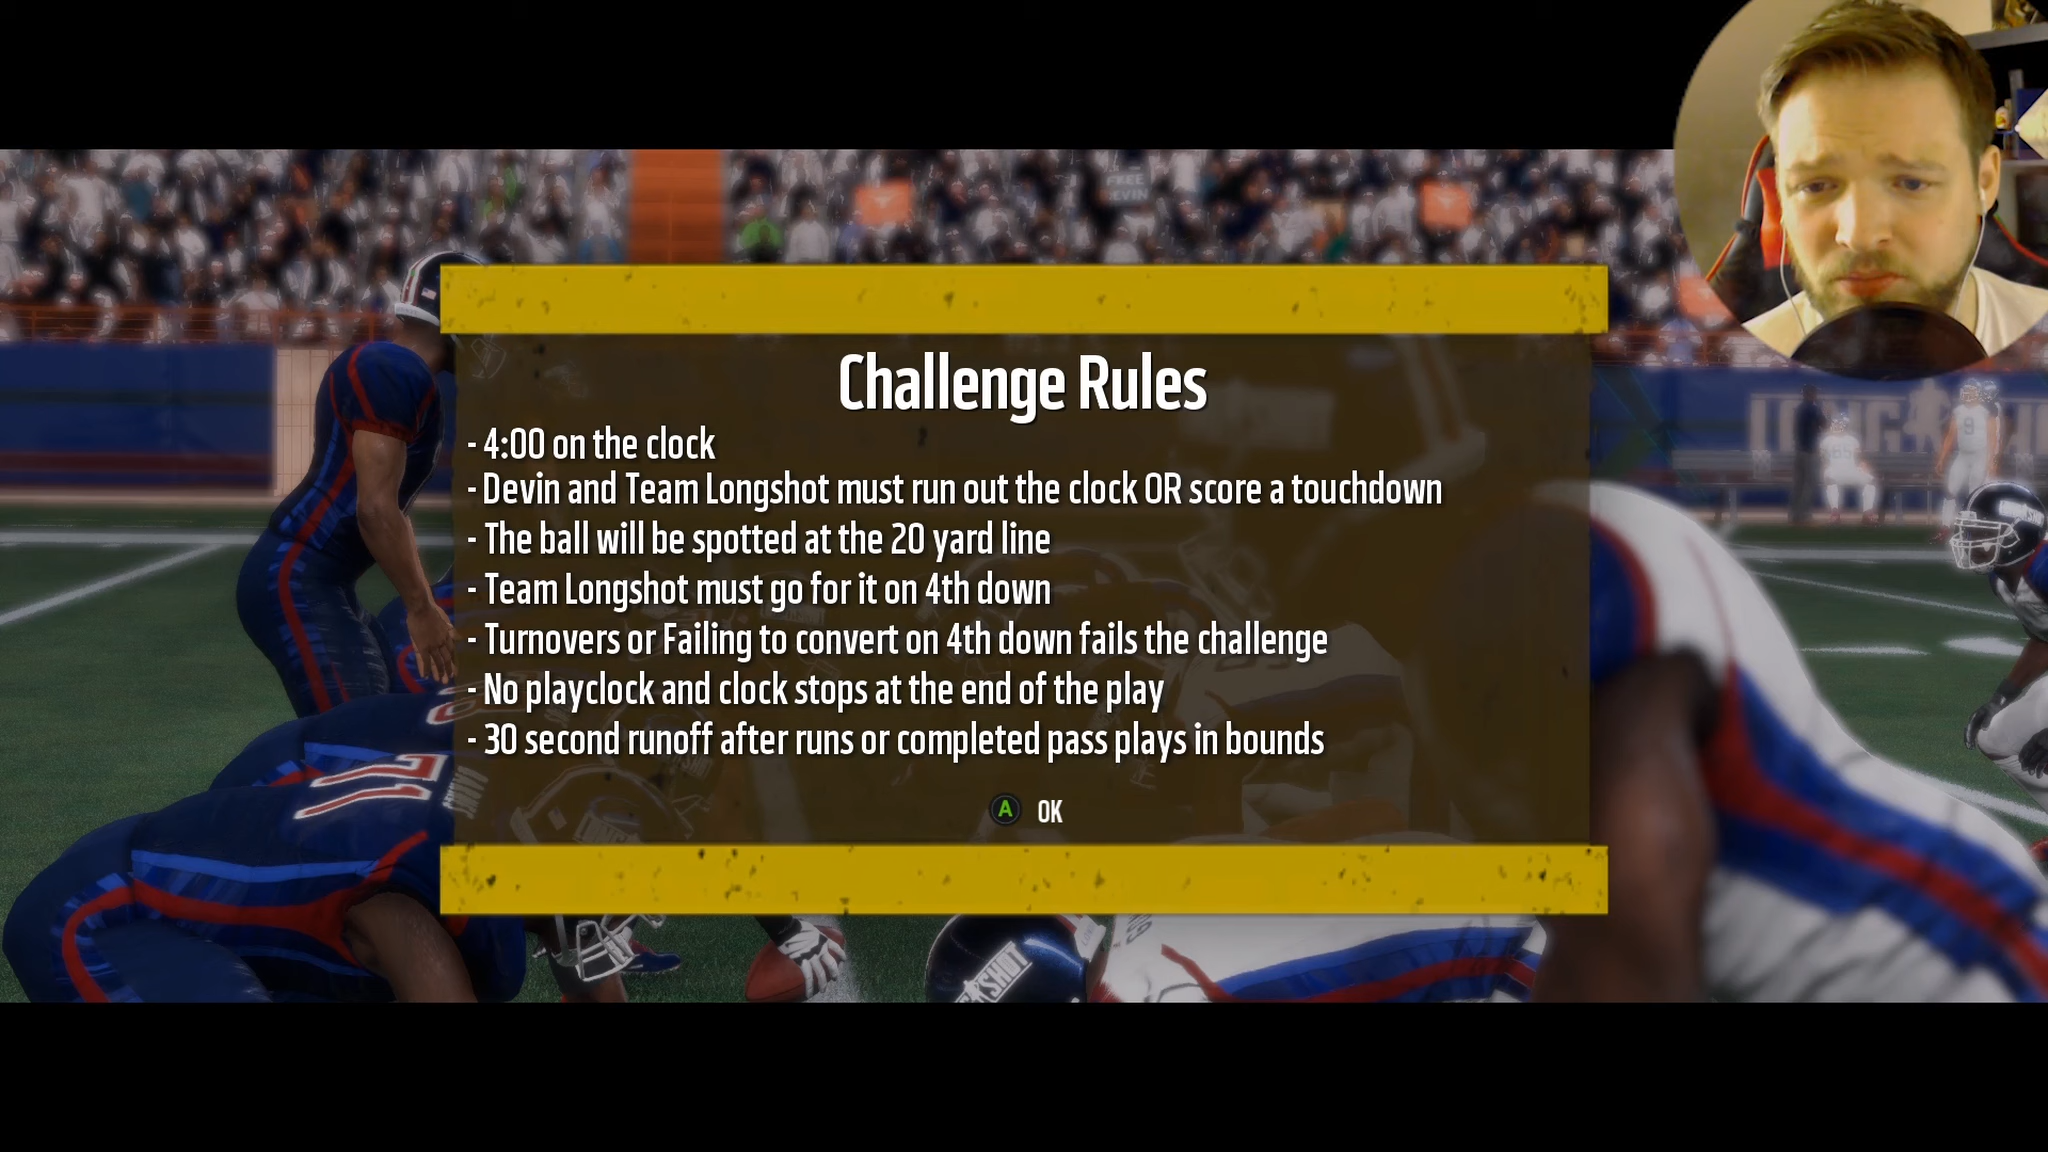 FREE
Challenge Rules
- 4:00 on the clock
- Devin and Team Longshot must run out the clock OR score a touchdown
- The ball will be spotted at the 20 yard line
- Team Longshot must go for it on 4th down
- Turnovers or Failing to convert on 4th down fails the challenge
- No playclock and clock stops at the end of the play
- 30 second runoff after runs or completed pass plays in bounds
A OK
9
71